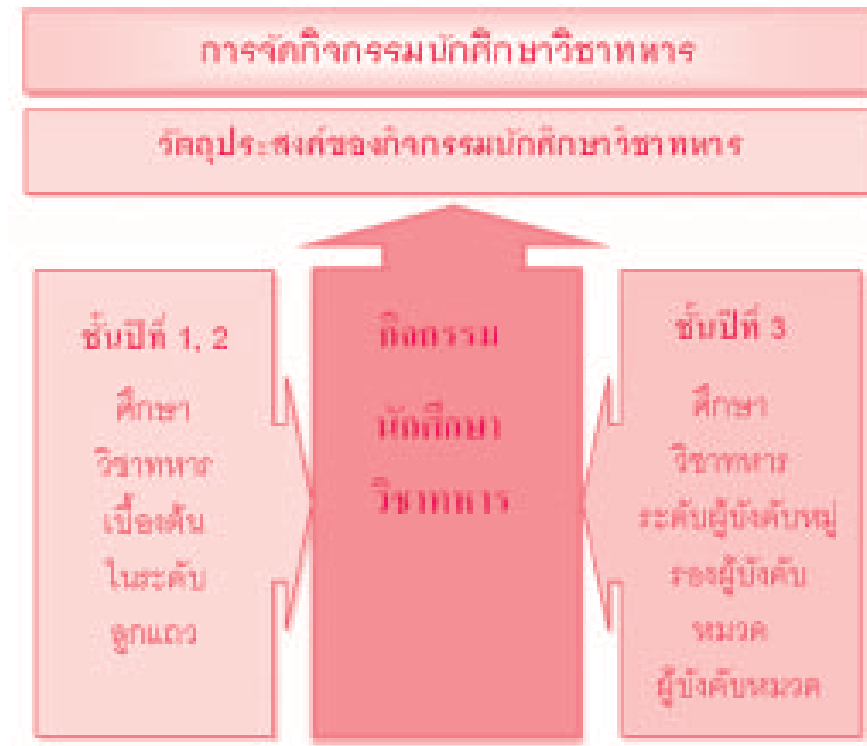 การจัดกิจกรรมนักศึกษาวิชาทหาร
วัตถุประสงค์ของกิจกรรมนักศึกษาวิชาทหาร
ชั้นปีที่ 1, 2
ศึกษา
วิชาทหาร
เบื้องต้น
ในระดับ
ลูกแถว
กิจกรรม
นักศึกษา
วิชาทหาร
ชั้นปีที่ 3
ศึกษา
วิชาทหาร
ระดับผู้บังคับหมู่
รองผู้บังคับ
หมวด
ผู้บังคับหมวด